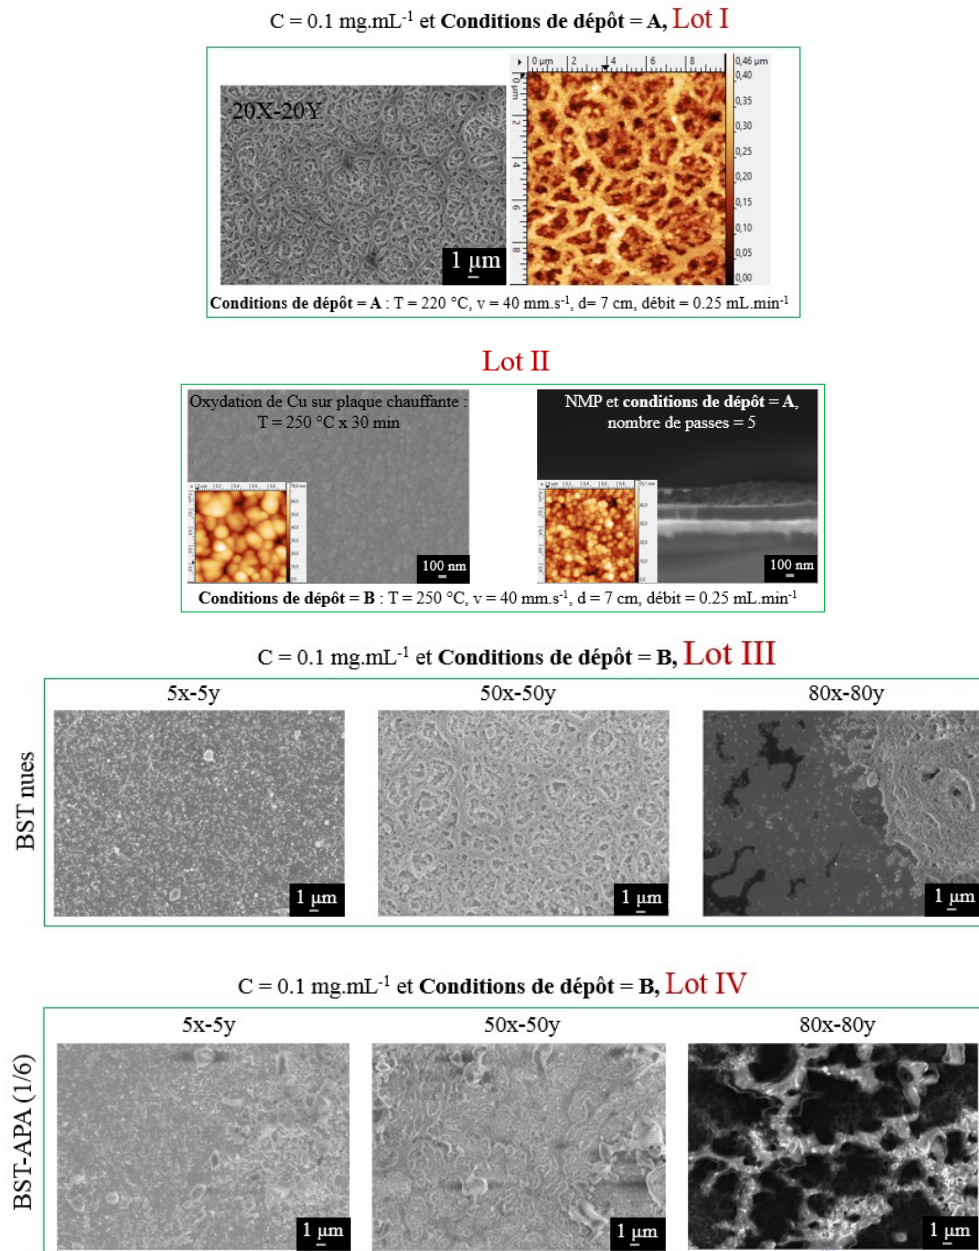 C = 0.1 mg.mL⁻¹ et Conditions de dépôt = A, Lot I
20X-20Y
0 µm 2 4 6 8
0 µm
2
4
6
8
0,46 µm
0,40
0,35
0,30
0,25
0,20
0,15
0,10
0,05
0,00
1 µm
Conditions de dépôt = A : T = 220 °C, v = 40 mm.s⁻¹, d= 7 cm, débit = 0.25 mL.min⁻¹
Lot II
Oxydation de Cu sur plaque chauffante :
T = 250 °C x 30 min
100 nm
NMP et conditions de dépôt = A,
nombre de passes = 5
100 nm
Conditions de dépôt = B : T = 250 °C, v = 40 mm.s⁻¹, d = 7 cm, débit = 0.25 mL.min⁻¹
C = 0.1 mg.mL⁻¹ et Conditions de dépôt = B, Lot III
5x-5y 50x-50y 80x-80y
BST nues
1 µm 1 µm 1 µm
C = 0.1 mg.mL⁻¹ et Conditions de dépôt = B, Lot IV
5x-5y 50x-50y 80x-80y
BST-APA (1/6)
1 µm 1 µm 1 µm